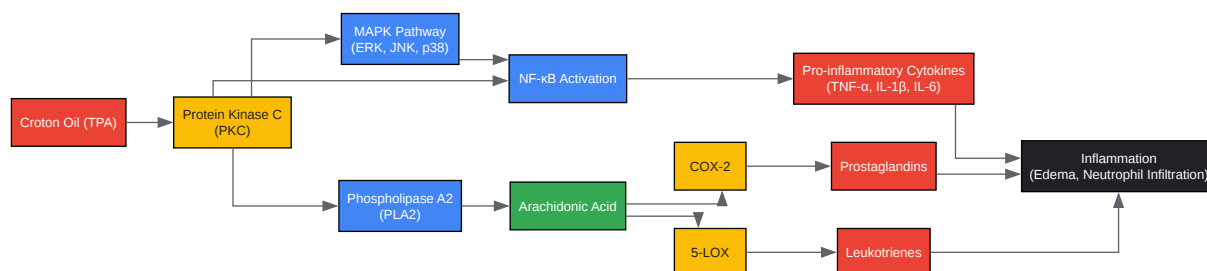 MAPK Pathway
(ERK, JNK, p38)
NF-κB Activation
Pro-inflammatory Cytokines
(TNF-α, IL-1β, IL-6)
Croton Oil (TPA)
Protein Kinase C
(PKC)
COX-2
Prostaglandins
Inflammation
(Edema, Neutrophil Infiltration)
Phospholipase A2
(PLA2)
Arachidonic Acid
5-LOX
Leukotrienes